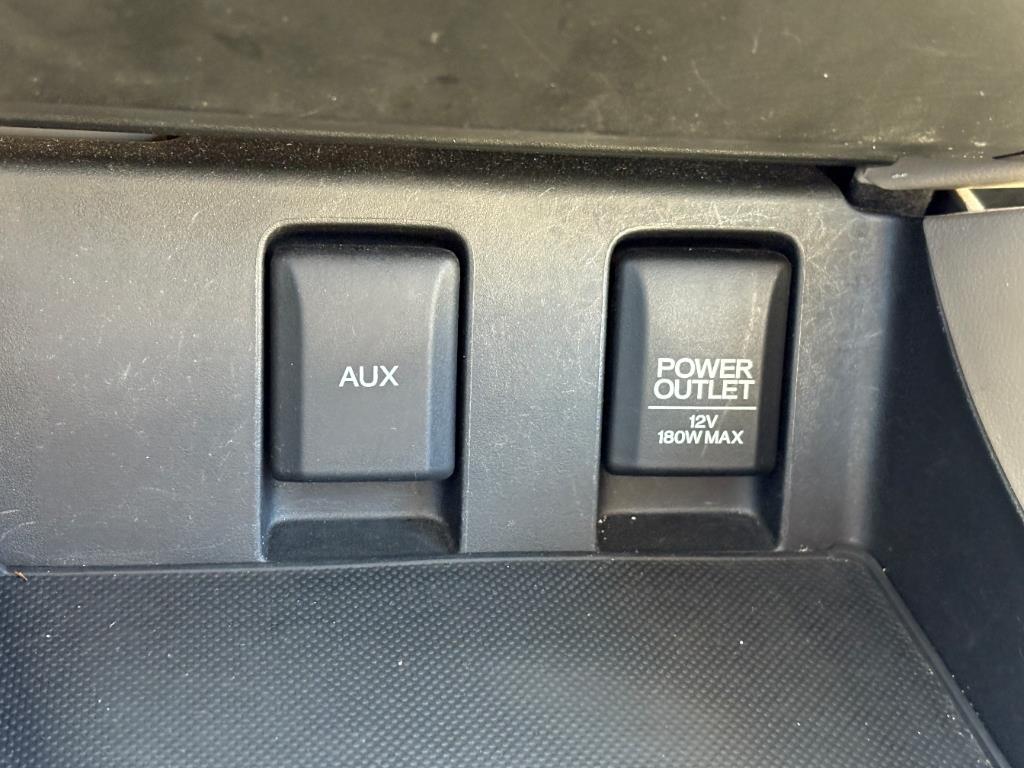 AUX
POWER
OUTLET
12V
180W MAX